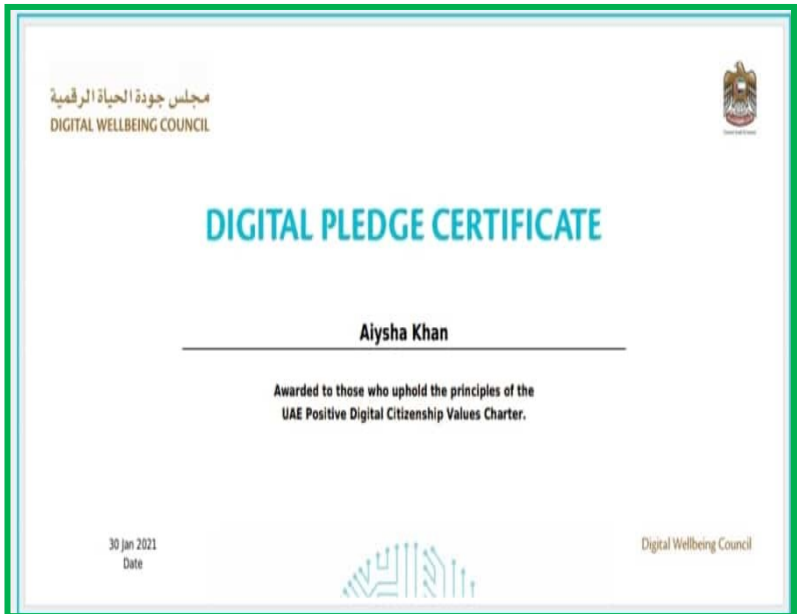 مجلس جودة الحياة الرقمية
DIGITAL WELLBEING COUNCIL
DIGITAL PLEDGE CERTIFICATE
Aiysha Khan
Awarded to those who uphold the principles of the
UAE Positive Digital Citizenship Values Charter.
30 Jan 2021
Date
Digital Wellbeing Council